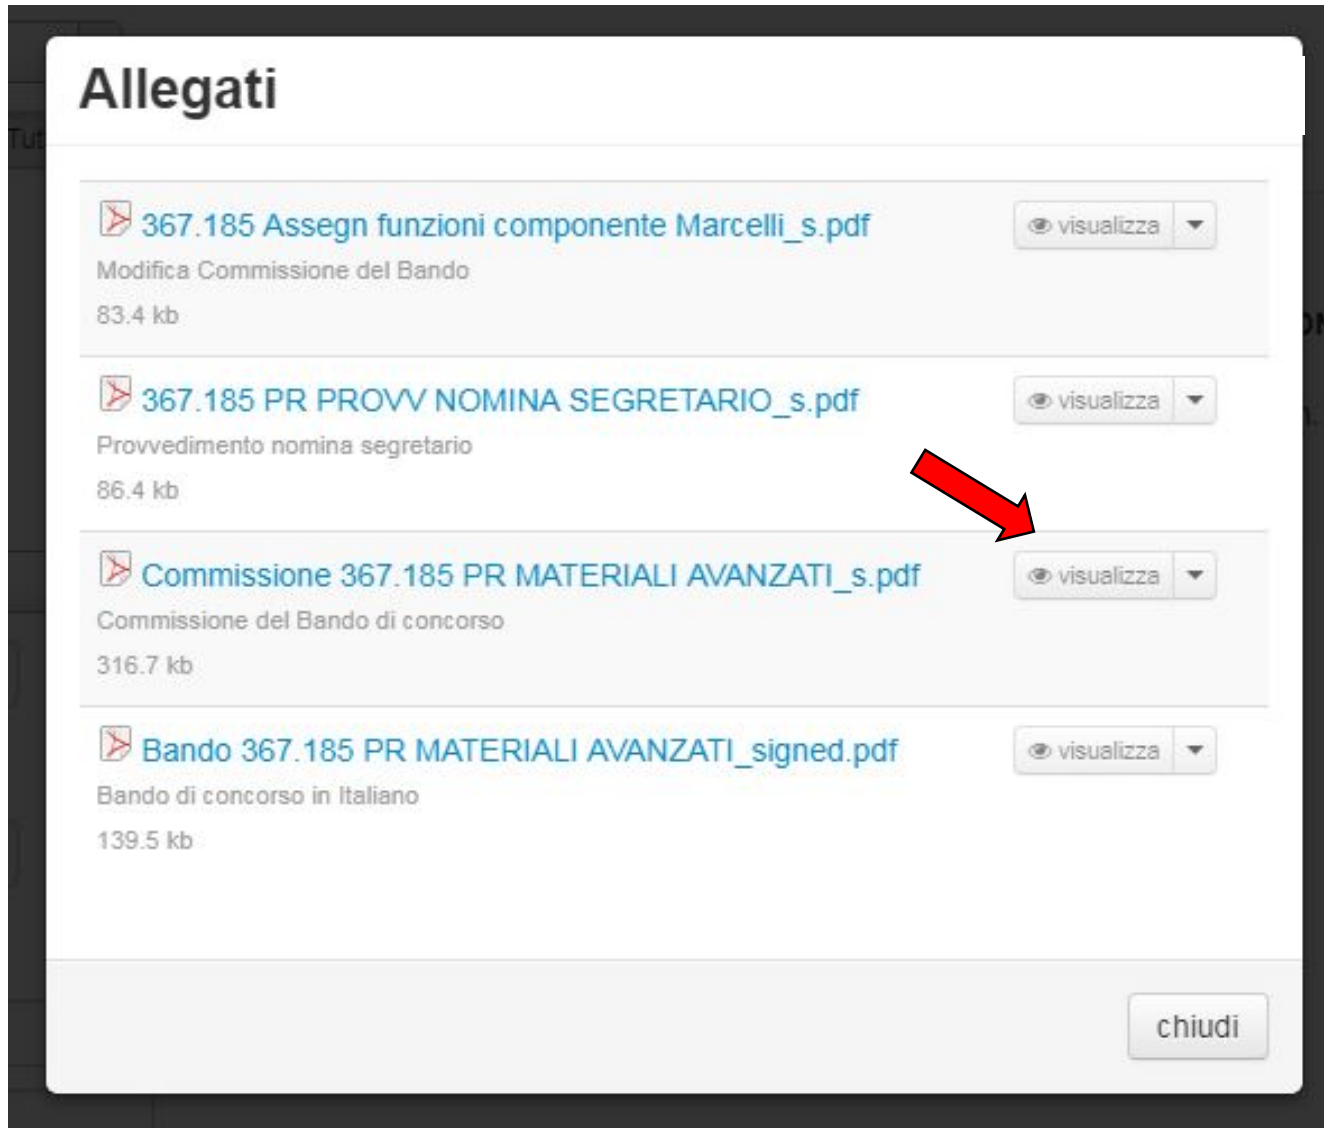 Allegati
367.185 Assegn funzioni componente Marcelli_s.pdf
visualizza
Modifica Commissione del Bando
83.4 kb
367.185 PR PROVV NOMINA SEGRETARIO_s.pdf
visualizza
Provvedimento nomina segretario
86.4 kb
Commissione 367.185 PR MATERIALI AVANZATI_s.pdf
visualizza
Commissione del Bando di concorso
316.7 kb
Bando 367.185 PR MATERIALI AVANZATI_signed.pdf
visualizza
Bando di concorso in Italiano
139.5 kb
chiudi